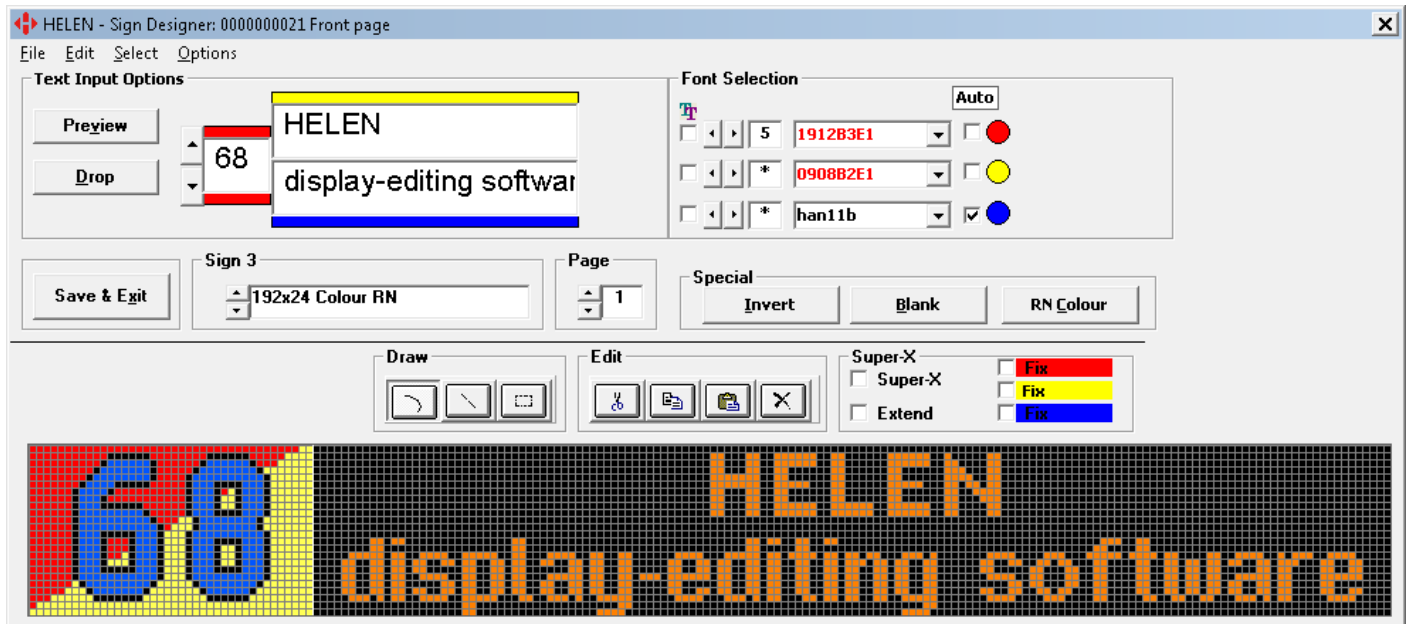 HELEN - Sign Designer: 0000000021 Front page
File Edit Select Options
Text Input Options
Font Selection
Preview
Drop
68
HELEN
display-editing softwar
Auto
5 1912B3E1
* 0908B2E1
* han11b
Save & Exit
Sign 3
192x24 Colour RN
Page
1
Special
Invert Blank RN Colour
Draw
Edit
Super-X
Super-X
Extend
Fix
Fix
Fix
68
HELEN
display-editing software